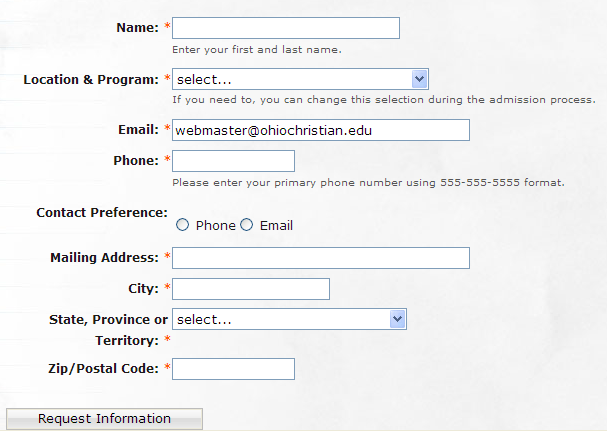 Name: *
Enter your first and last name.
Location & Program: * select...
If you need to, you can change this selection during the admission process.
Email: * webmaster@ohiochristian.edu
Phone: *
Please enter your primary phone number using 555-555-5555 format.
Contact Preference:
Phone Email
Mailing Address: *
City: *
State, Province or select...
Territory: *
Zip/Postal Code: *
Request Information